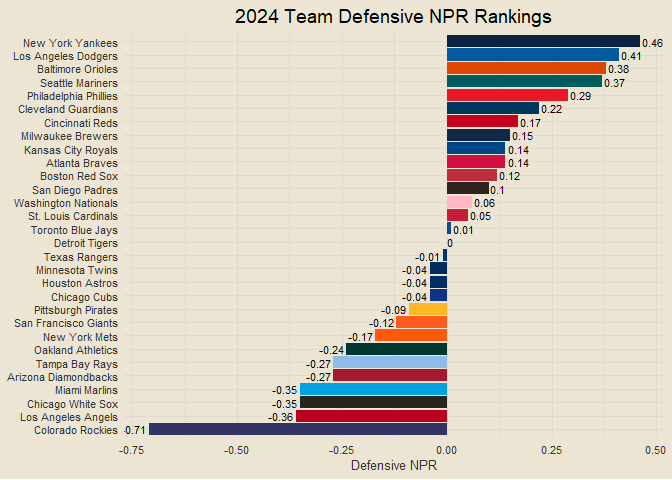 2024 Team Defensive NPR Rankings
New York Yankees 0.46
Los Angeles Dodgers 0.41
Baltimore Orioles 0.38
Seattle Mariners 0.37
Philadelphia Phillies 0.29
Cleveland Guardians 0.22
Cincinnati Reds 0.17
Milwaukee Brewers 0.15
Kansas City Royals 0.14
Atlanta Braves 0.14
Boston Red Sox 0.12
San Diego Padres 0.1
Washington Nationals 0.06
St. Louis Cardinals 0.05
Toronto Blue Jays 0.01
Detroit Tigers 0
Texas Rangers -0.01
Minnesota Twins -0.04
Houston Astros -0.04
Chicago Cubs -0.04
Pittsburgh Pirates -0.09
San Francisco Giants -0.12
New York Mets -0.17
Oakland Athletics -0.24
Tampa Bay Rays -0.27
Arizona Diamondbacks -0.27
Miami Marlins -0.35
Chicago White Sox -0.35
Los Angeles Angels -0.36
Colorado Rockies -0.71
-0.75 -0.50 -0.25 0.00 0.25 0.50
Defensive NPR